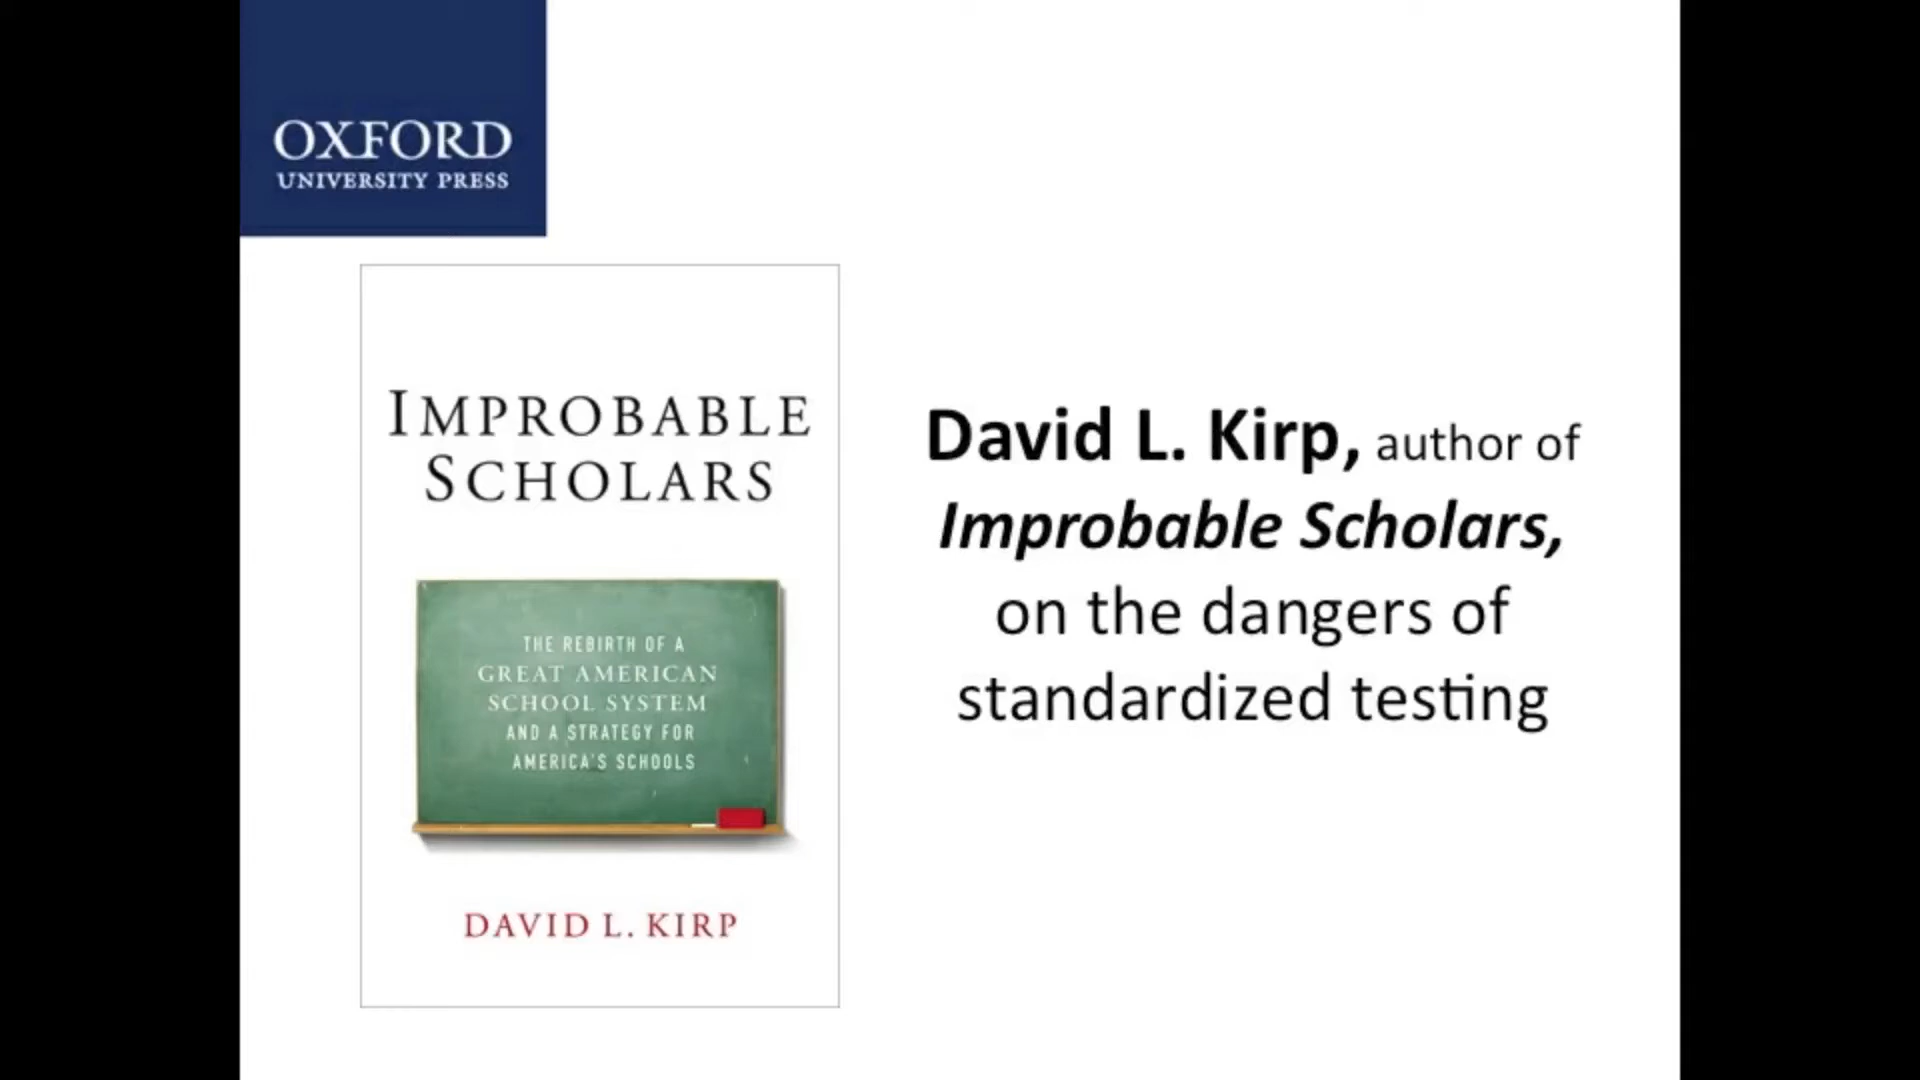 OXFORD
UNIVERSITY PRESS
IMPROBABLE
SCHOLARS
THE REBIRTH OF A
GREAT AMERICAN
SCHOOL SYSTEM
AND A STRATEGY FOR
AMERICA'S SCHOOLS
DAVID L. KIRP
David L. Kirp, author of
Improbable Scholars,
on the dangers of
standardized testing